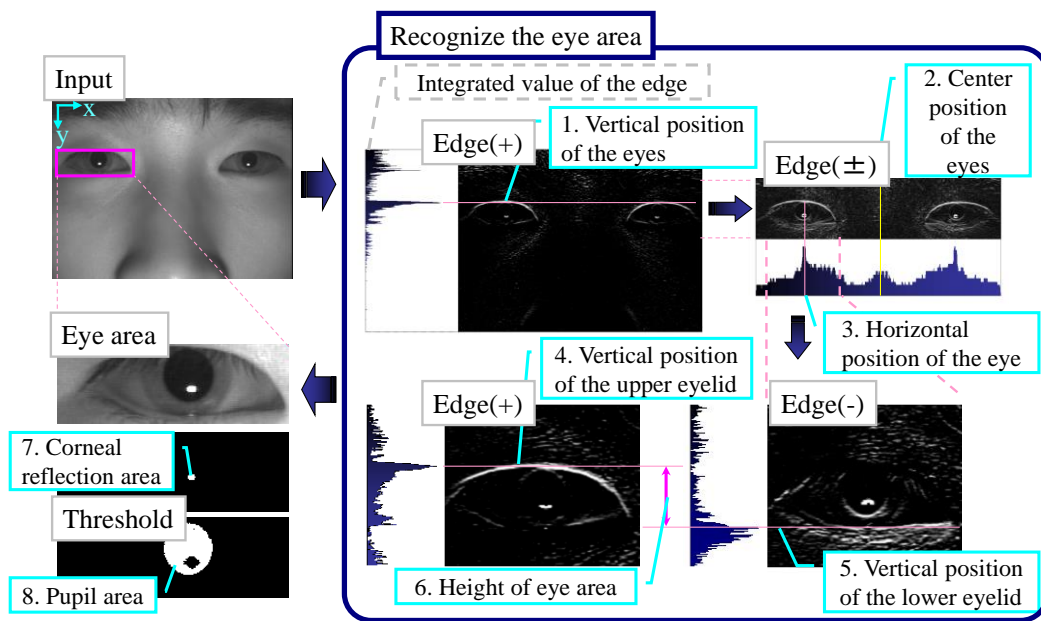 Recognize the eye area
Input
x
y
Integrated value of the edge
Edge(+)
1. Vertical position
of the eyes
2. Center
position
of the
eyes
Edge(±)
3. Horizontal
position of the eye
Edge(+)
4. Vertical position
of the upper eyelid
Edge(-)
5. Vertical position
of the lower eyelid
6. Height of eye area
Eye area
7. Corneal
reflection area
Threshold
8. Pupil area